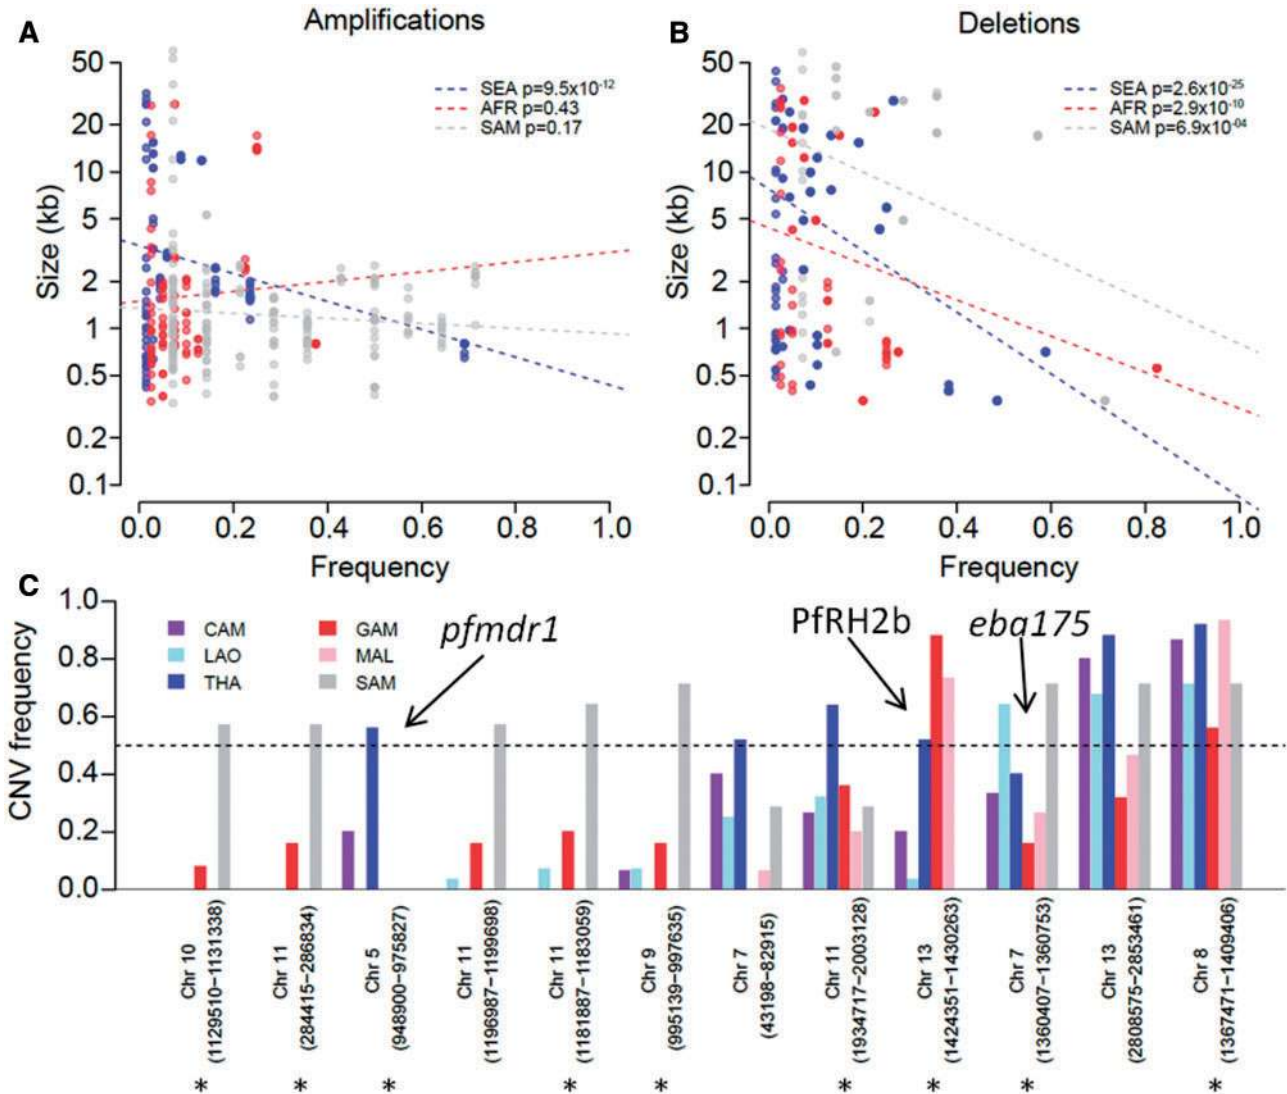 A
Amplifications
50
20
10
5
2
1
0.5
0.2
0.1
Size (kb)
SEA p=9.5x10-12
AFR p=0.43
SAM p=0.17
0.0 0.2 0.4 0.6 0.8 1.0
Frequency
B
Deletions
50
20
10
5
2
1
0.5
0.2
0.1
Size (kb)
SEA p=2.6x10-25
AFR p=2.9x10-10
SAM p=6.9x10-04
0.0 0.2 0.4 0.6 0.8 1.0
Frequency
C
1.0
0.8
0.6
0.4
0.2
0.0
CNV frequency
CAM
LAO
THA
GAM
MAL
SAM
pfmdr1
PfRH2b
eba175
Chr 10
(1129510–1131338)
*
Chr 11
(284415–286834)
*
Chr 5
(948900–975827)
*
Chr 11
(1196987–1199698)
Chr 11
(1181887–1183059)
*
Chr 9
(995139–997635)
*
Chr 7
(43198–82915)
Chr 11
(1934717–2003128)
*
Chr 13
(1424351–1430263)
*
Chr 7
(1360407–1360753)
*
Chr 13
(2808575–2853461)
Chr 8
(1367471–1409406)
*